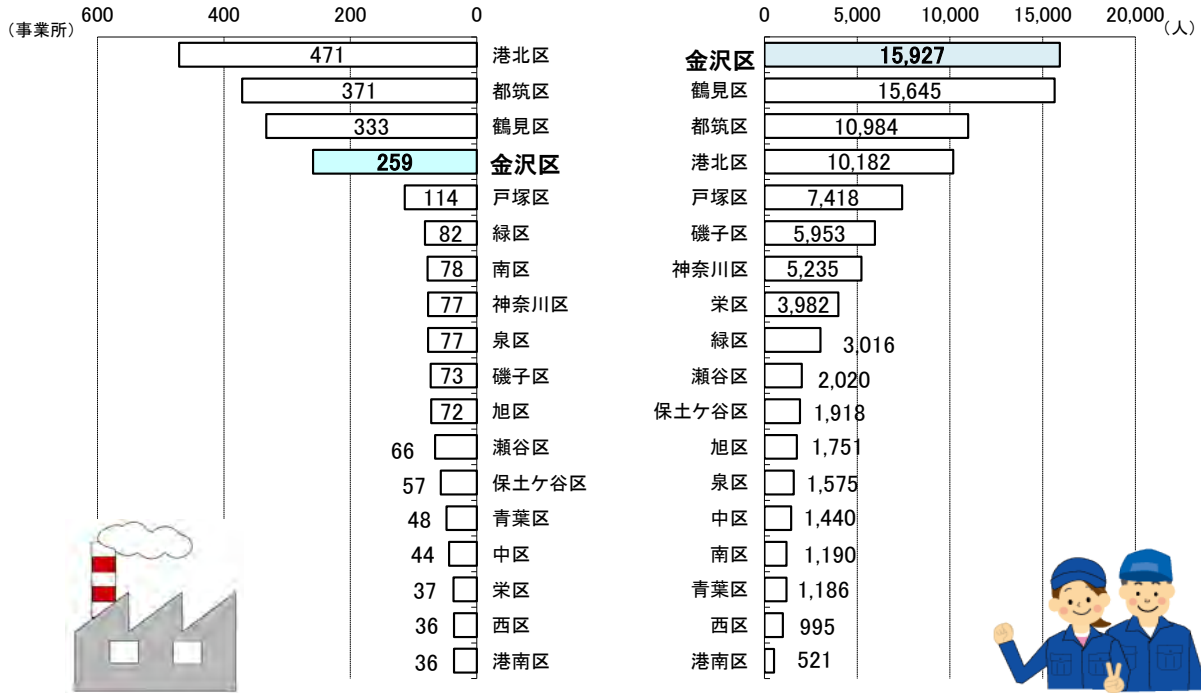 （事業所） 600 400 200 0
471 港北区
371 都筑区
333 鶴見区
259 金沢区
114 戸塚区
82 緑区
78 南区
77 神奈川区
77 泉区
73 磯子区
72 旭区
66 瀬谷区
57 保土ケ谷区
48 青葉区
44 中区
37 栄区
36 西区
36 港南区
0 5,000 10,000 15,000 20,000 （人）
金沢区 15,927
鶴見区 15,645
都筑区 10,984
港北区 10,182
戸塚区 7,418
磯子区 5,953
神奈川区 5,235
栄区 3,982
緑区 3,016
瀬谷区 2,020
保土ケ谷区 1,918
旭区 1,751
泉区 1,575
中区 1,440
南区 1,190
青葉区 1,186
西区 995
港南区 521